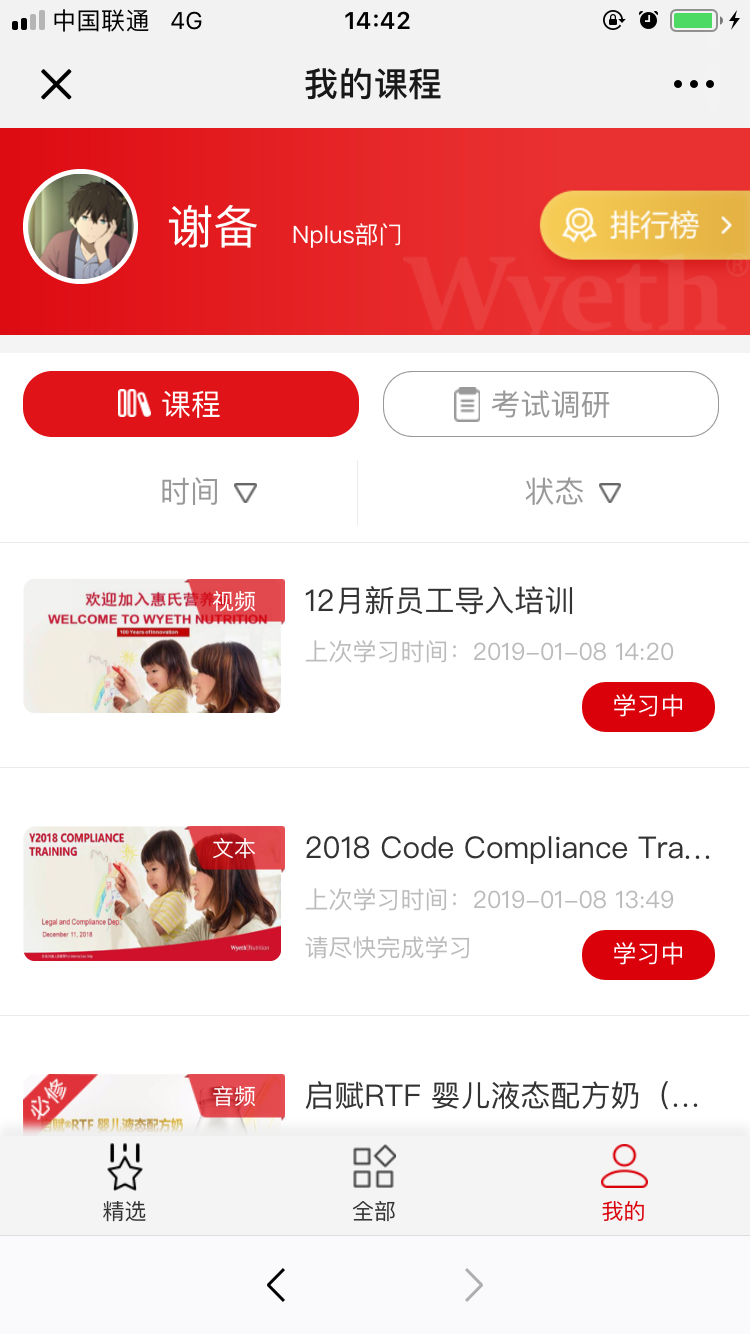 中国联通 4G 14:42
我的课程
谢备 Nplus部门
排行榜
Wyeth®
课程
考试调研
时间
状态
欢迎加入惠氏营养
视频
WELCOME TO WYETH NUTRITION
100 Years of Innovation
12月新员工导入培训
上次学习时间：2019-01-08 14:20
学习中
Y2018 COMPLIANCE
TRAINING
文本
Legal and Compliance Dep.
December 11, 2018
Wyeth Nutrition
2018 Code Compliance Tra...
上次学习时间：2019-01-08 13:49
请尽快完成学习
学习中
必修
音频
启赋®RTF 婴儿液态配方奶
启赋RTF 婴儿液态配方奶（...
精选
全部
我的